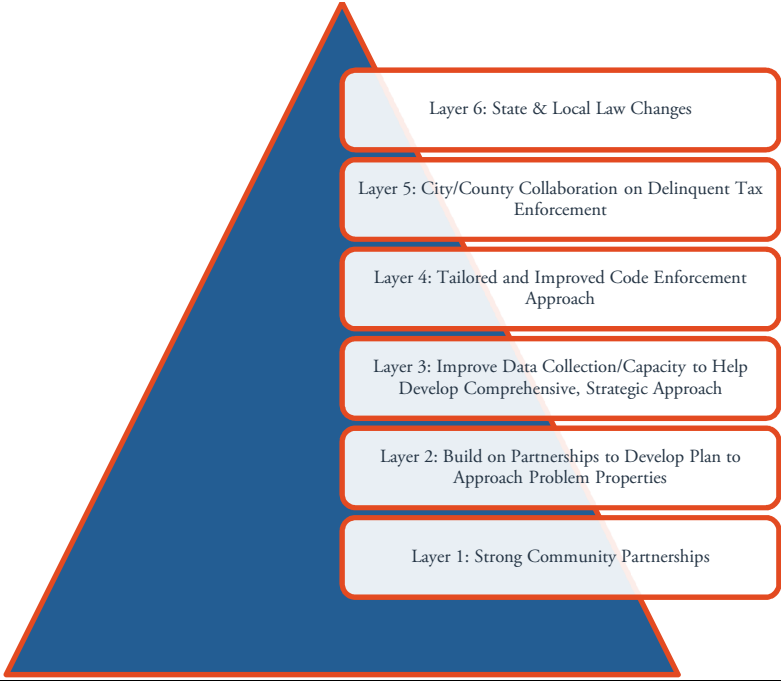 Layer 6: State & Local Law Changes
Layer 5: City/County Collaboration on Delinquent Tax
Enforcement
Layer 4: Tailored and Improved Code Enforcement
Approach
Layer 3: Improve Data Collection/Capacity to Help
Develop Comprehensive, Strategic Approach
Layer 2: Build on Partnerships to Develop Plan to
Approach Problem Properties
Layer 1: Strong Community Partnerships